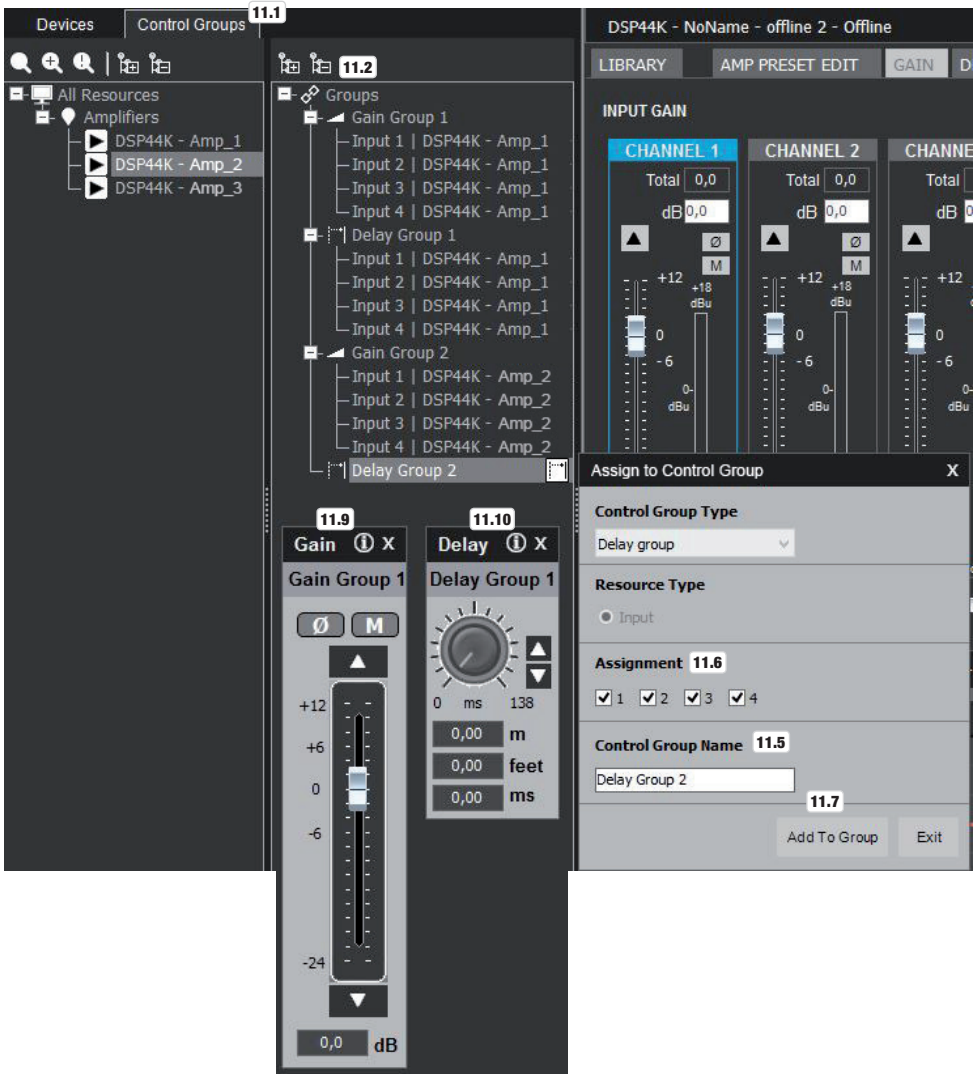 Devices
Control Groups
11.1
All Resources
Amplifiers
DSP44K - Amp_1
DSP44K - Amp_2
DSP44K - Amp_3
11.2
Groups
Gain Group 1
Input 1 | DSP44K - Amp_1
Input 2 | DSP44K - Amp_1
Input 3 | DSP44K - Amp_1
Input 4 | DSP44K - Amp_1
Delay Group 1
Input 1 | DSP44K - Amp_1
Input 2 | DSP44K - Amp_1
Input 3 | DSP44K - Amp_1
Input 4 | DSP44K - Amp_1
Gain Group 2
Input 1 | DSP44K - Amp_2
Input 2 | DSP44K - Amp_2
Input 3 | DSP44K - Amp_2
Input 4 | DSP44K - Amp_2
Delay Group 2
11.9
Gain X
Gain Group 1
Ø M
+12
+6
0
-6
-24
0,0 dB
11.10
Delay X
Delay Group 1
0 ms 138
0,00 m
0,00 feet
0,00 ms
DSP44K - NoName - offline 2 - Offline
LIBRARY AMP PRESET EDIT GAIN D
INPUT GAIN
CHANNEL 1
Total 0,0
dB 0,0
Ø
M
+12
+18
dBu
0
-6
0-
dBu
CHANNEL 2
Total 0,0
dB 0,0
Ø
M
+12
+18
dBu
0
-6
0-
dBu
CHANNE
Total
dB 0
+12
0
-6
0-
dBu
Assign to Control Group X
Control Group Type
Delay group
Resource Type
Input
Assignment 11.6
1 2 3 4
Control Group Name 11.5
Delay Group 2
11.7
Add To Group Exit